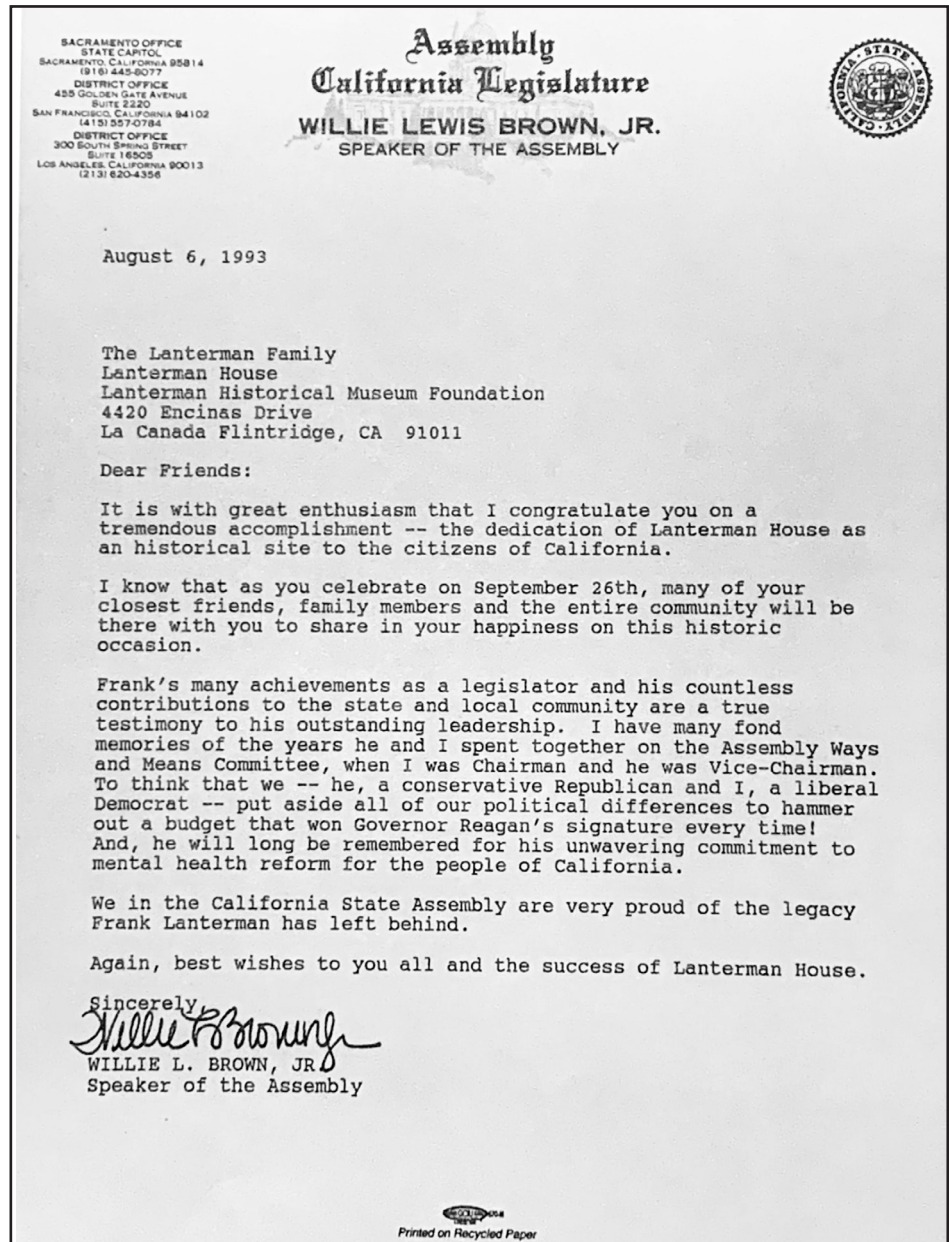 SACRAMENTO OFFICE
STATE CAPITOL
SACRAMENTO, CALIFORNIA 95814
(916) 445-8077
DISTRICT OFFICE
455 GOLDEN GATE AVENUE
SUITE 2220
SAN FRANCISCO, CALIFORNIA 94102
(415) 557-0784
DISTRICT OFFICE
300 SOUTH SPRING STREET
SUITE 16505
LOS ANGELES, CALIFORNIA 90013
(213) 620-4356
Assembly
California Legislature
WILLIE LEWIS BROWN, JR.
SPEAKER OF THE ASSEMBLY
CALIFORNIA · STATE · ASSEMBLY
August 6, 1993
The Lanterman Family
Lanterman House
Lanterman Historical Museum Foundation
4420 Encinas Drive
La Canada Flintridge, CA 91011
Dear Friends:
It is with great enthusiasm that I congratulate you on a
tremendous accomplishment -- the dedication of Lanterman House as
an historical site to the citizens of California.
I know that as you celebrate on September 26th, many of your
closest friends, family members and the entire community will be
there with you to share in your happiness on this historic
occasion.
Frank's many achievements as a legislator and his countless
contributions to the state and local community are a true
testimony to his outstanding leadership. I have many fond
memories of the years he and I spent together on the Assembly Ways
and Means Committee, when I was Chairman and he was Vice-Chairman.
To think that we -- he, a conservative Republican and I, a liberal
Democrat -- put aside all of our political differences to hammer
out a budget that won Governor Reagan's signature every time!
And, he will long be remembered for his unwavering commitment to
mental health reform for the people of California.
We in the California State Assembly are very proud of the legacy
Frank Lanterman has left behind.
Again, best wishes to you all and the success of Lanterman House.
Sincerely,
Willie L Brown Jr
WILLIE L. BROWN, JR
Speaker of the Assembly
Printed on Recycled Paper